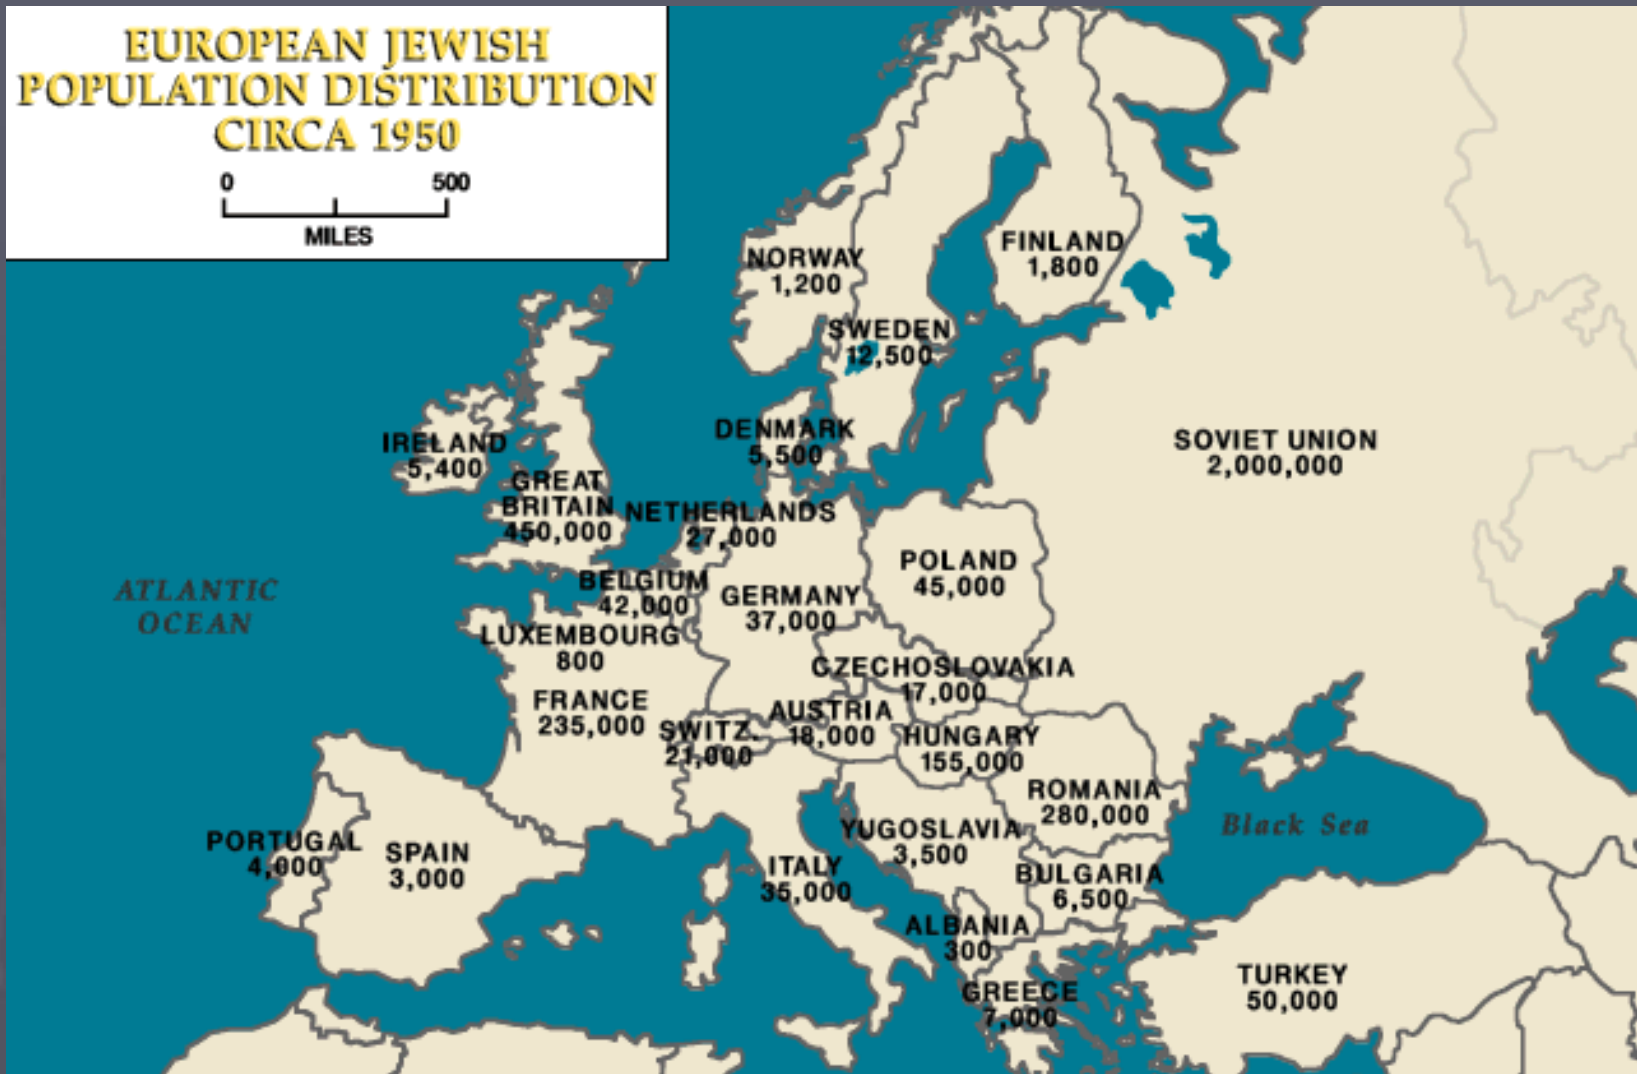 EUROPEAN JEWISH
POPULATION DISTRIBUTION
CIRCA 1950
0 500
MILES
NORWAY
1,200
FINLAND
1,800
SWEDEN
12,500
DENMARK
5,500
IRELAND
5,400
GREAT
BRITAIN
450,000
NETHERLANDS
27,000
SOVIET UNION
2,000,000
POLAND
45,000
BELGIUM
42,000
GERMANY
37,000
ATLANTIC
OCEAN
LUXEMBOURG
800
CZECHOSLOVAKIA
17,000
FRANCE
235,000
SWITZ.
21,000
AUSTRIA
18,000
HUNGARY
155,000
ROMANIA
280,000
Black Sea
YUGOSLAVIA
3,500
PORTUGAL
4,000
SPAIN
3,000
ITALY
35,000
BULGARIA
6,500
ALBANIA
300
GREECE
7,000
TURKEY
50,000